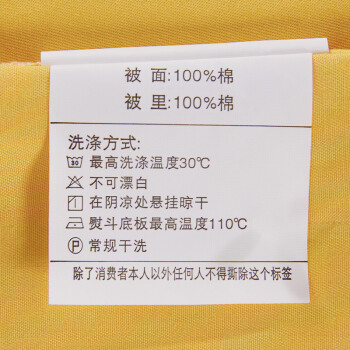 被 面:100%棉
被 里:100%棉
洗涤方式:
30 最高洗涤温度30℃
不可漂白
在阴凉处悬挂晾干
熨斗底板最高温度110℃
P 常规干洗
除了消费者本人以外任何人不得撕除这个标签